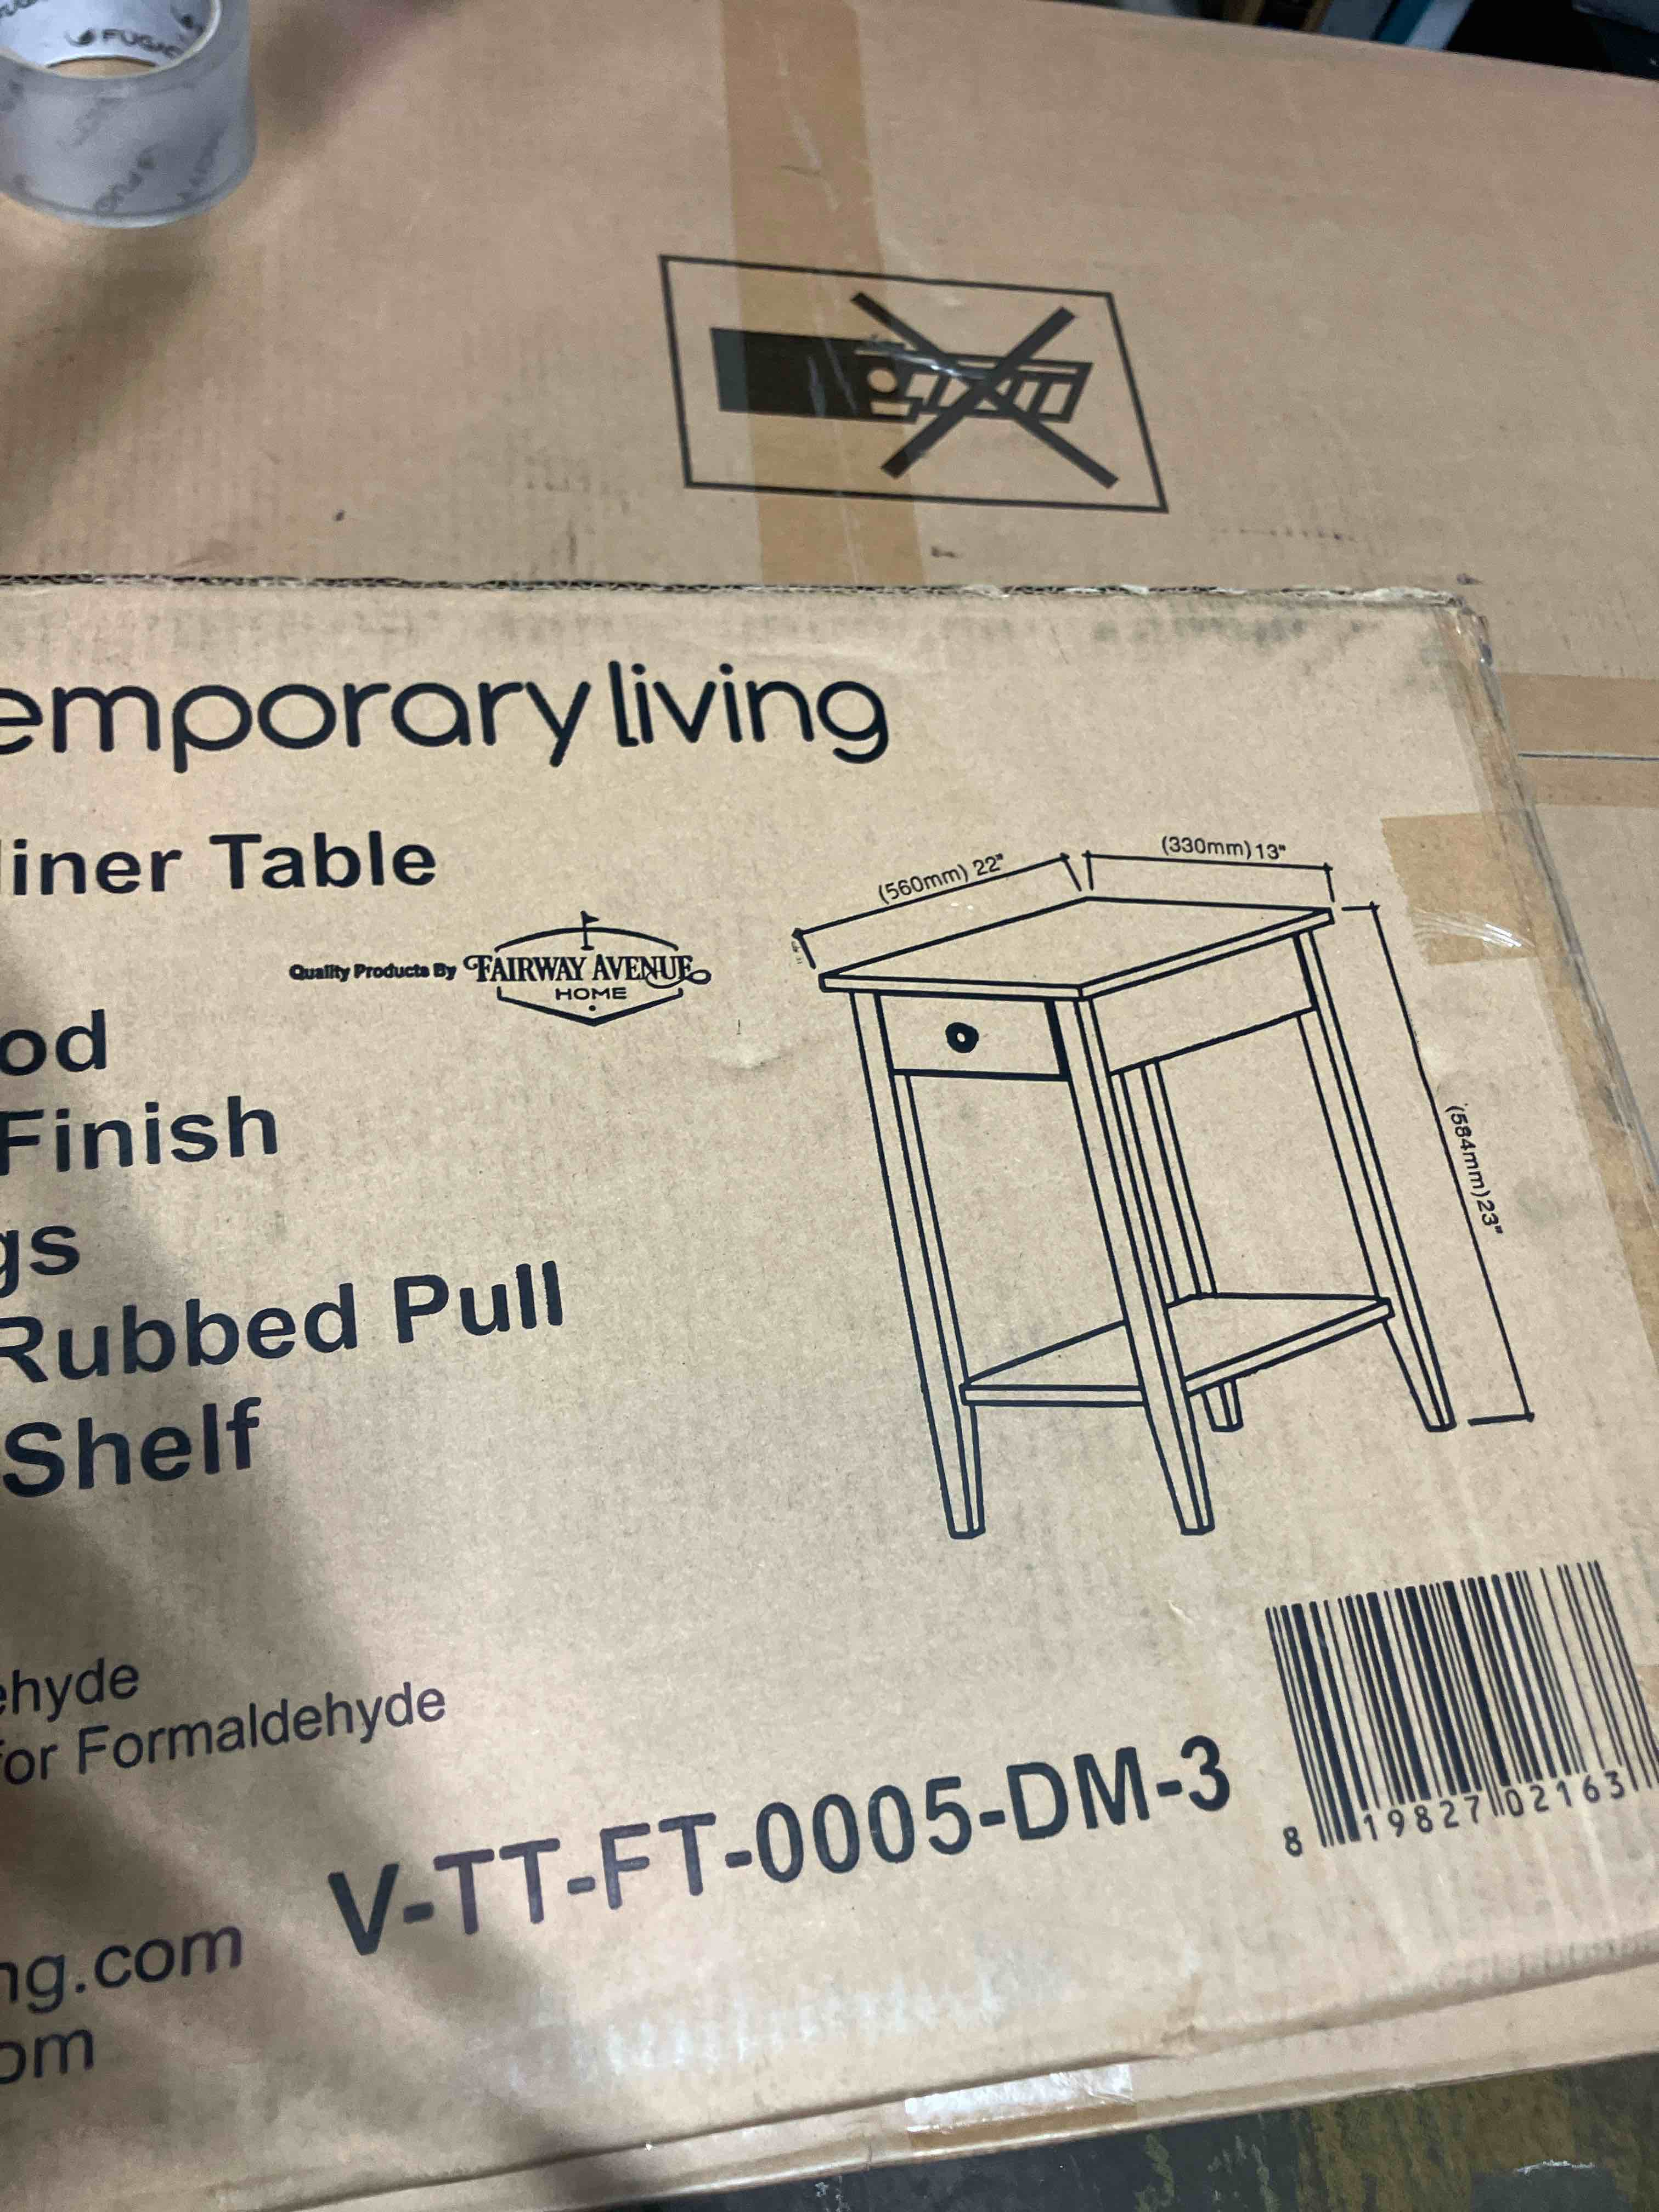 FUGAC
emporary living
liner Table
(560mm) 22"
(330mm) 13"
Quality Products By FAIRWAY AVENUE
HOME
od
Finish
gs
Rubbed Pull
Shelf
(584mm) 23"
ehyde
for Formaldehyde
V-TT-FT-0005-DM-3
8 19827 02163
ng.com
om